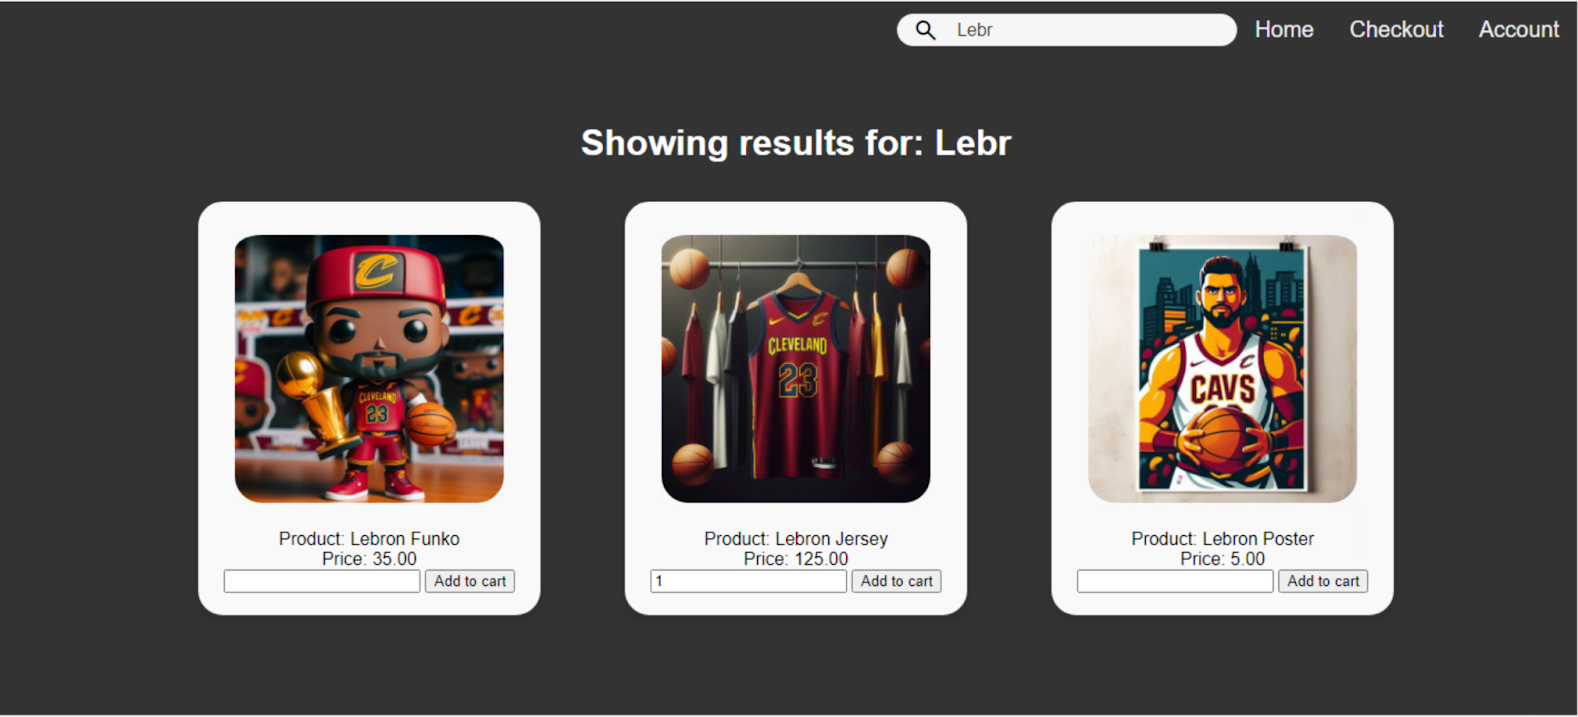 Lebr
Home
Checkout
Account
Showing results for: Lebr
C
CLEVELAND
23
CLEVELAND
23
C
CAVS
Product: Lebron Funko
Price: 35.00
Add to cart
Product: Lebron Jersey
Price: 125.00
1
Add to cart
Product: Lebron Poster
Price: 5.00
Add to cart